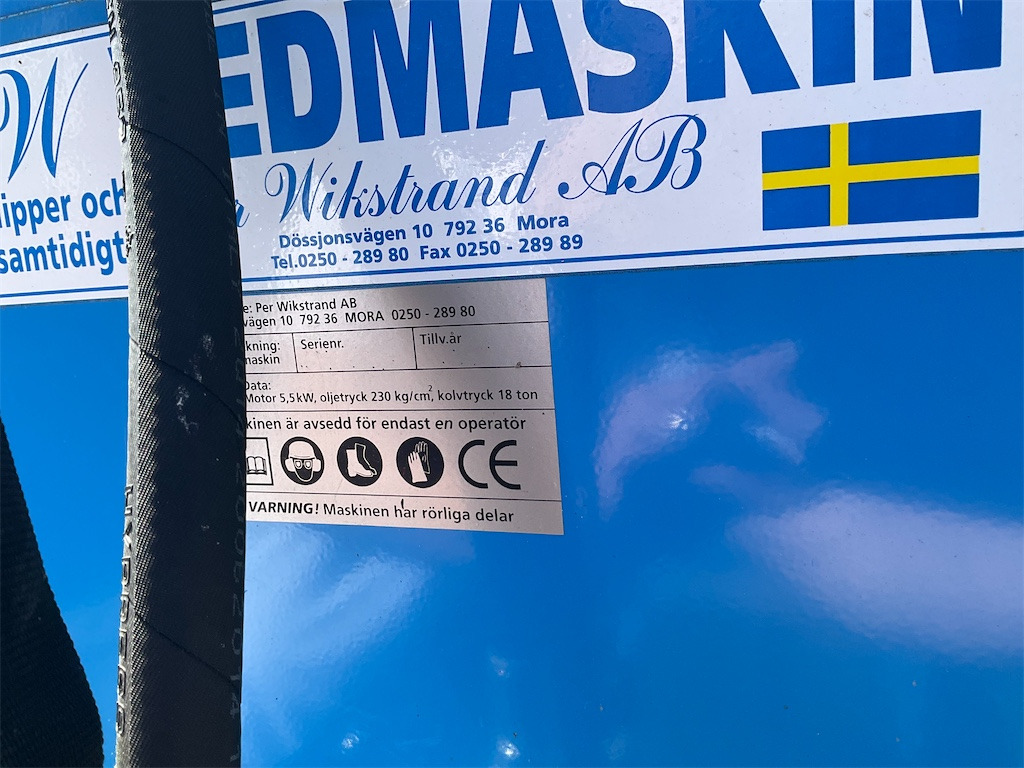 EDMASKIN
W
Wikstrand AB
ipper och
samtidigt
Dössjonsvägen 10 792 36 Mora
Tel.0250 - 289 80 Fax 0250 - 289 89
e: Per Wikstrand AB
vägen 10 792 36 MORA 0250 - 289 80
kning:
maskin
Serienr.
Tillv.år
Data:
Motor 5,5kW, oljetryck 230 kg/cm², kolvtryck 18 ton
kinen är avsedd för endast en operatör
CE
VARNING! Maskinen har rörliga delar